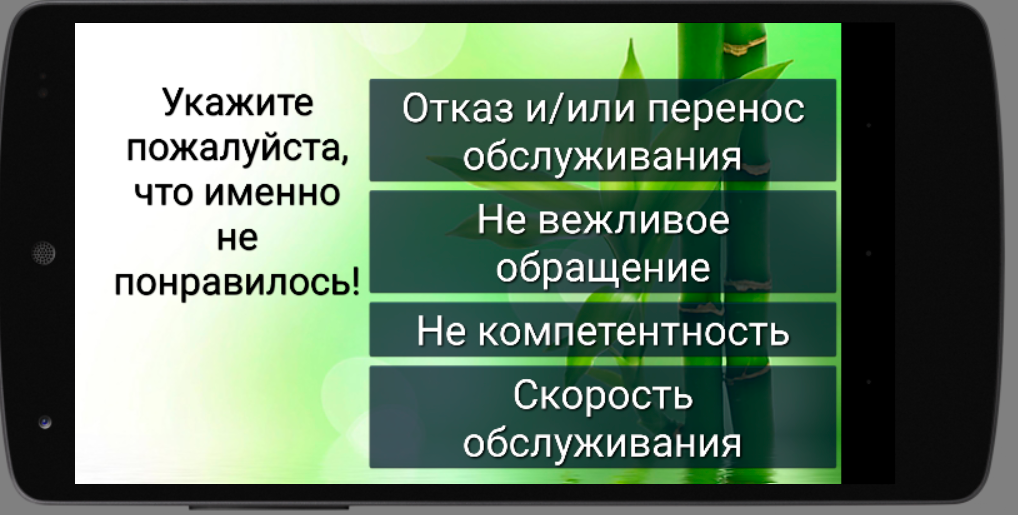 Укажите
пожалуйста,
что именно
не
понравилось!
Отказ и/или перенос
обслуживания
Не вежливое
обращение
Не компетентность
Скорость
обслуживания